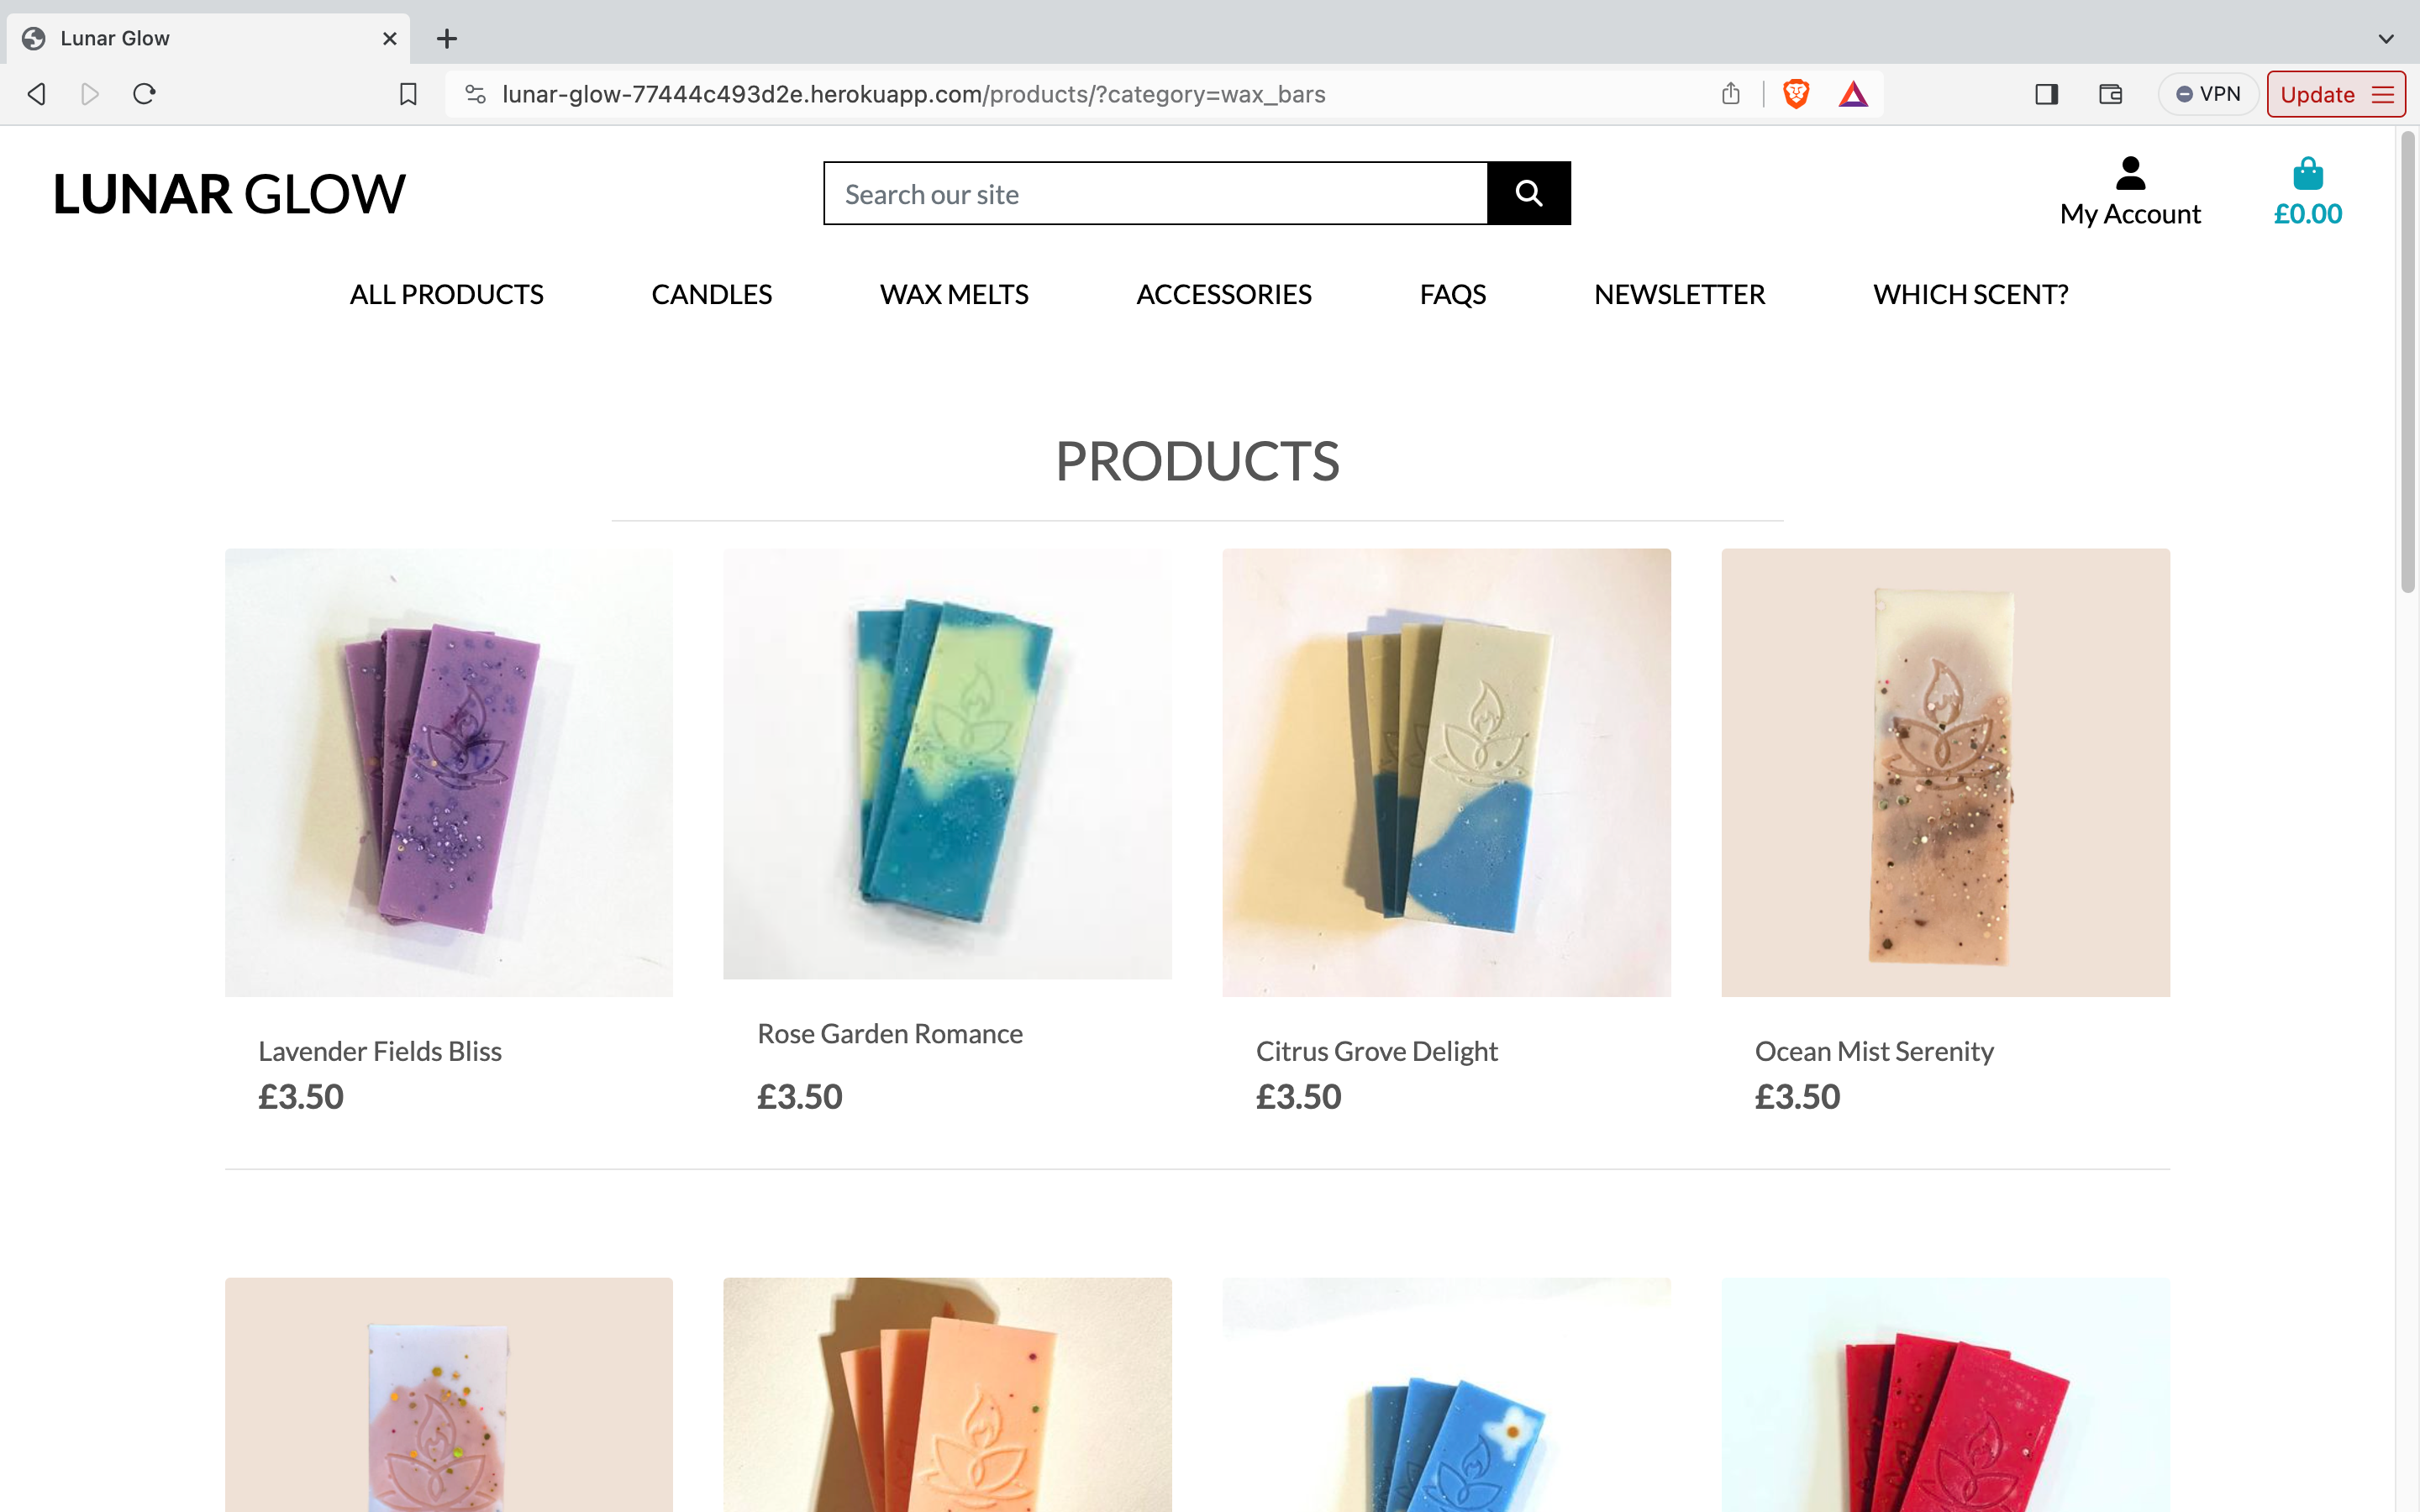 Lunar Glow
lunar-glow-77444c493d2e.herokuapp.com/products/?category=wax_bars
VPN
Update
LUNAR GLOW
Search our site
My Account
£0.00
ALL PRODUCTS
CANDLES
WAX MELTS
ACCESSORIES
FAQS
NEWSLETTER
WHICH SCENT?
PRODUCTS
Lavender Fields Bliss
£3.50
Rose Garden Romance
£3.50
Citrus Grove Delight
£3.50
Ocean Mist Serenity
£3.50